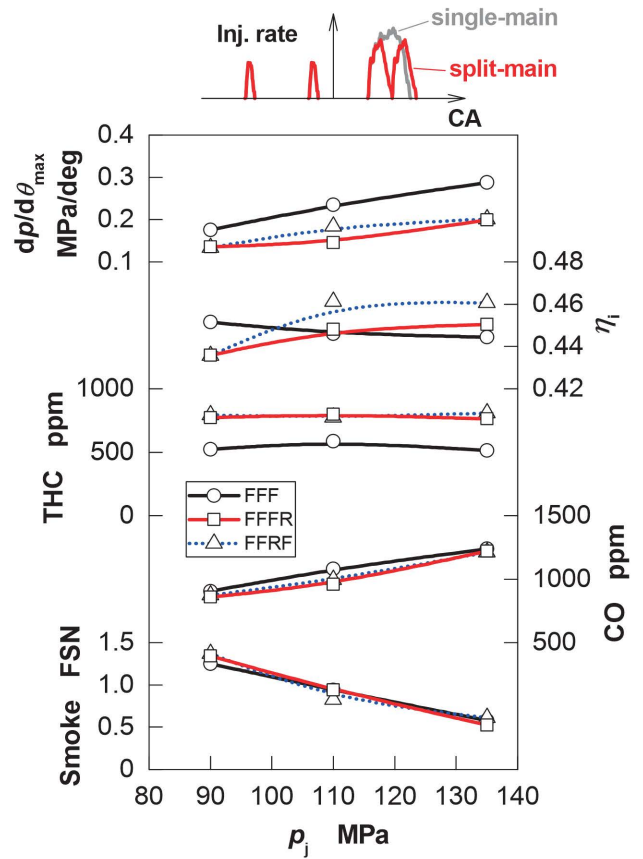 single-main
Inj. rate
split-main
CA
0.4
0.3
0.2
0.1
dp/dθmax
MPa/deg
0.48
0.46
0.44
0.42
ηi
1000
500
0
THC ppm
FFF
FFFR
FFRF
1500
1000
500
CO ppm
1.5
1.0
0.5
0
Smoke FSN
80 90 100 110 120 130 140
pj MPa